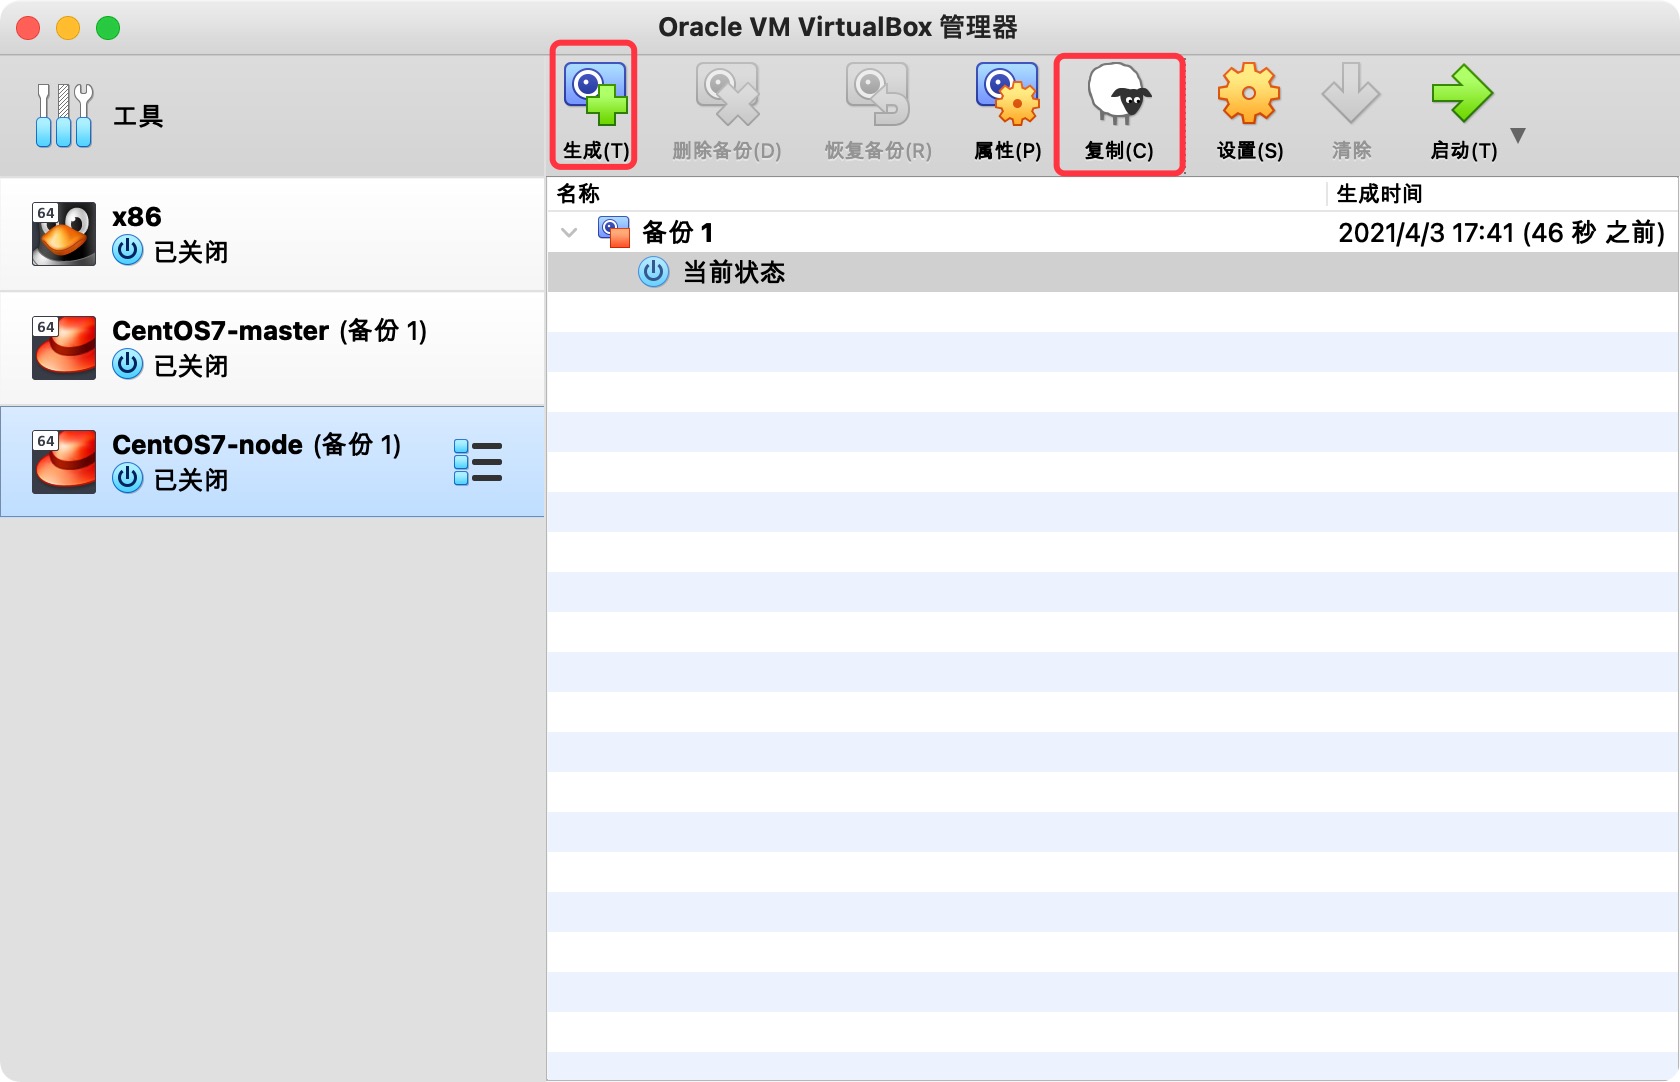 Oracle VM VirtualBox 管理器
工具
生成(T) 删除备份(D) 恢复备份(R) 属性(P) 复制(C) 设置(S) 清除 启动(T)
64 x86
已关闭
64 CentOS7-master (备份 1)
已关闭
64 CentOS7-node (备份 1)
已关闭
名称 生成时间
备份 1 2021/4/3 17:41 (46 秒 之前)
当前状态